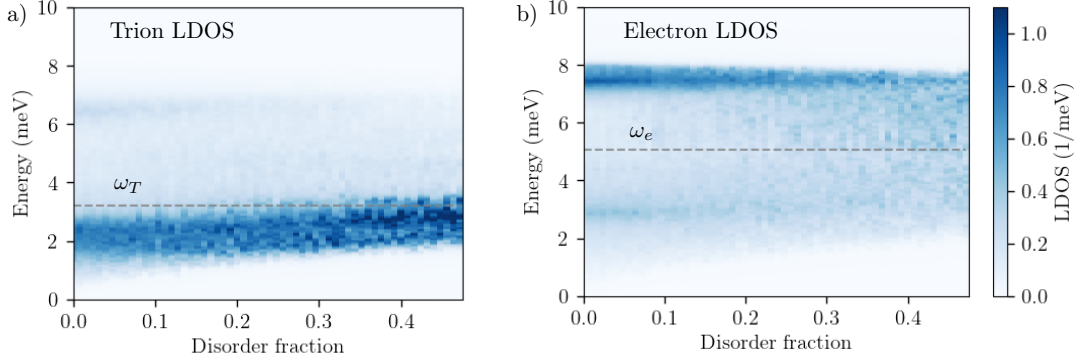 a)
Trion LDOS
10
8
6
4
2
0
Energy (meV)
ω_T
0.0 0.1 0.2 0.3 0.4
Disorder fraction
b)
Electron LDOS
10
8
6
4
2
0
Energy (meV)
ω_e
0.0 0.1 0.2 0.3 0.4
Disorder fraction
1.0
0.8
0.6
0.4
0.2
0.0
LDOS (1/meV)